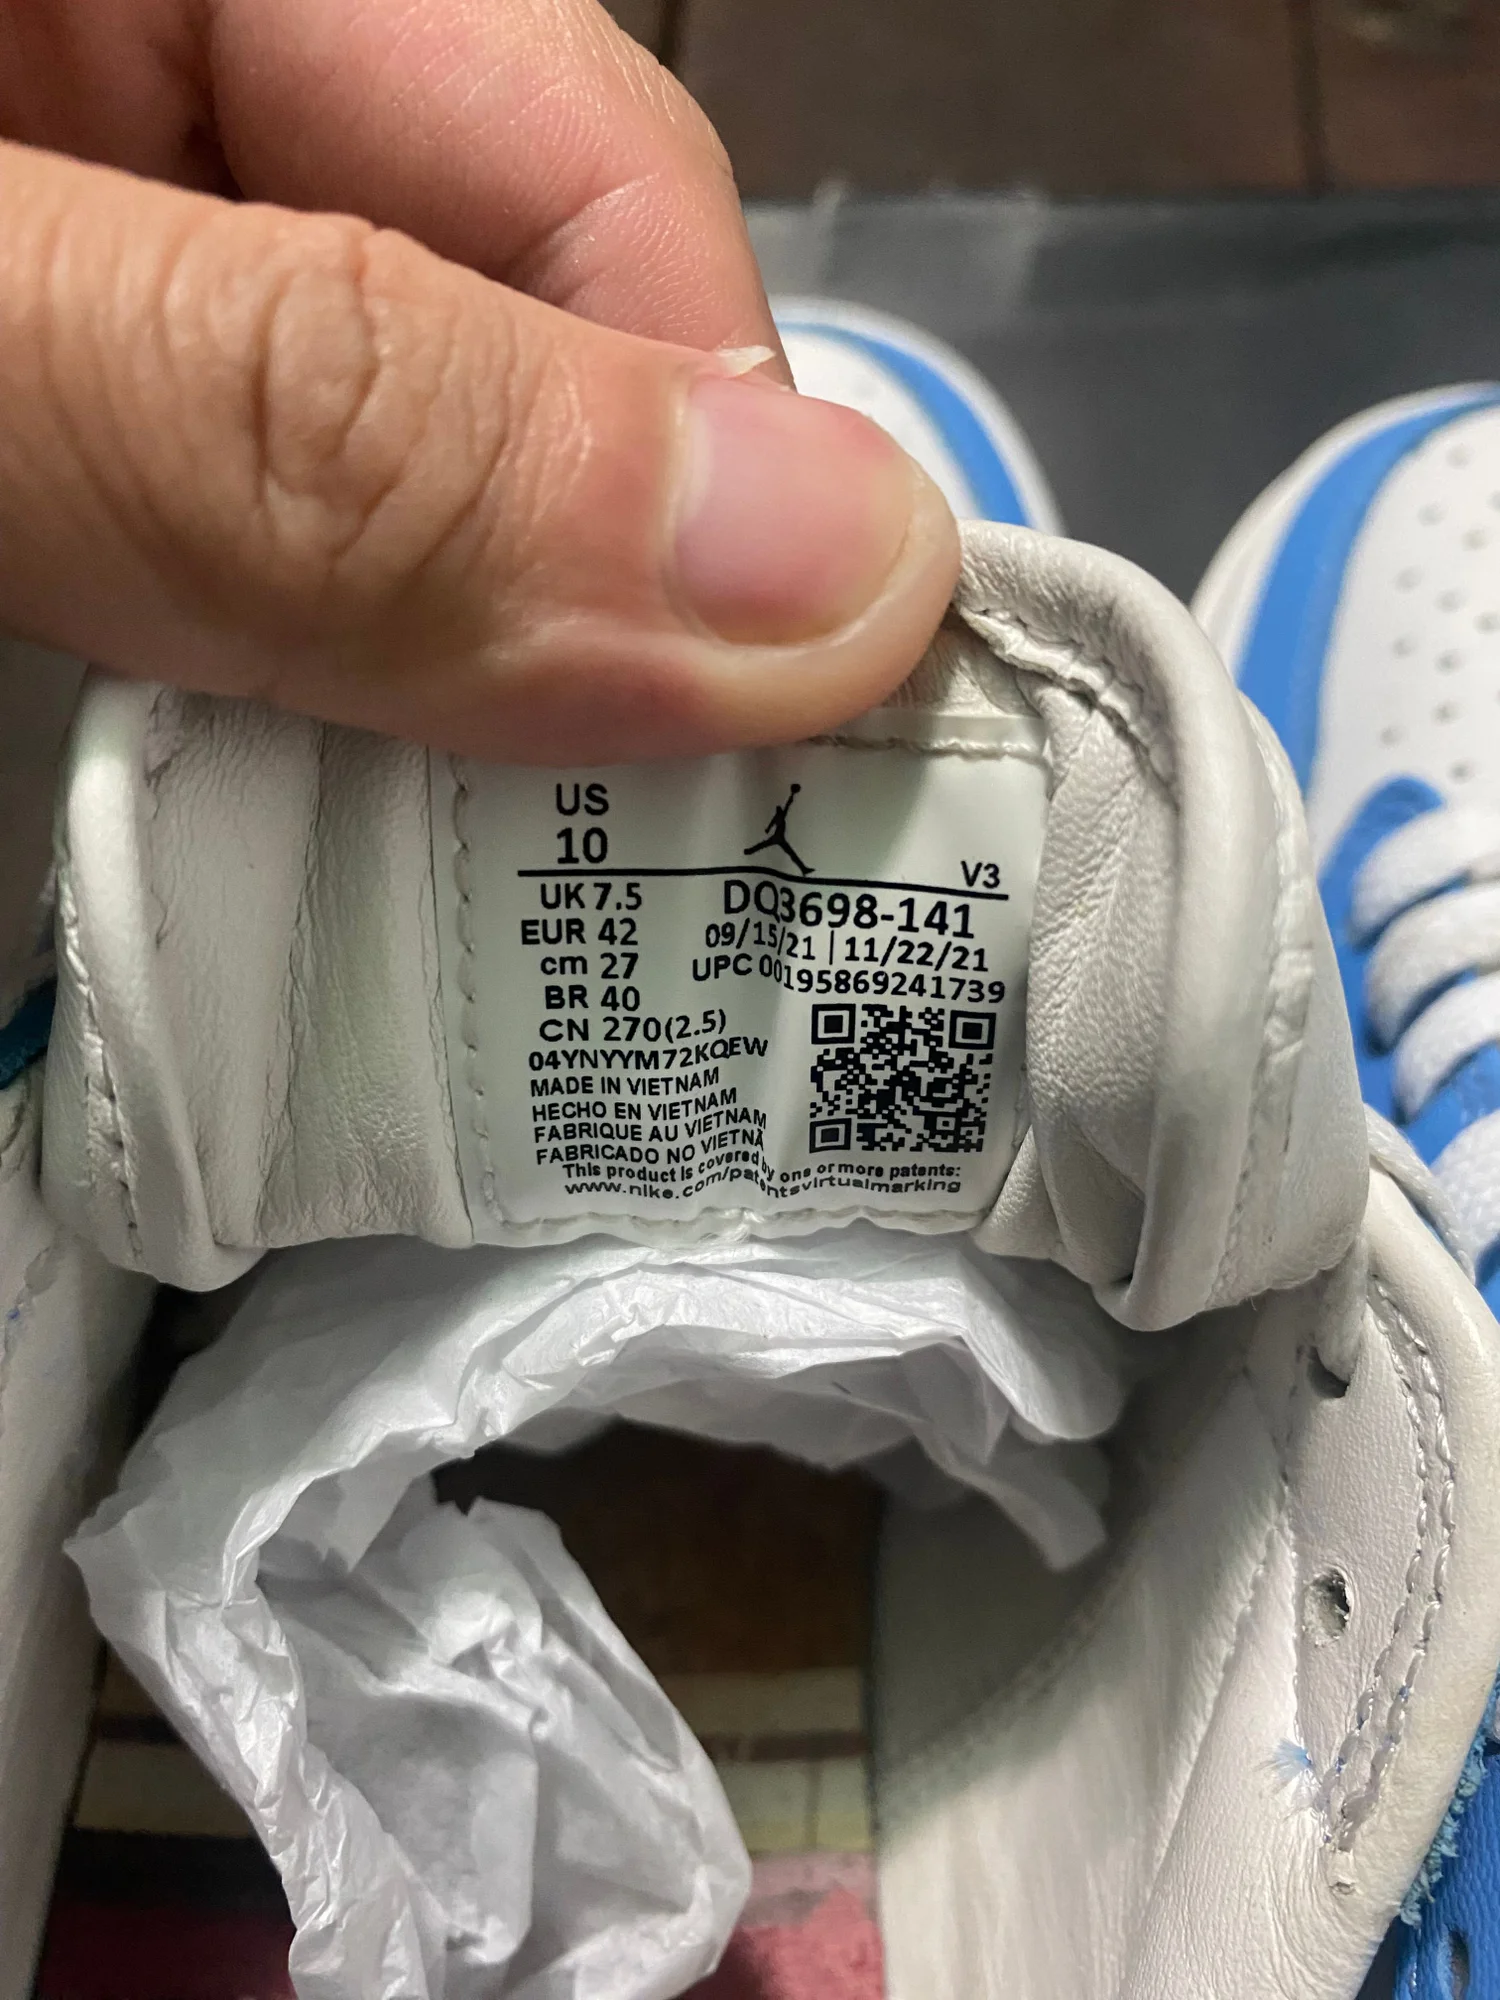 US
10
V3
UK 7.5
EUR 42
cm 27
BR 40
CN 270(2.5)
DQ3698-141
09/15/21 | 11/22/21
UPC 00195869241739
04YNYYM72KQEW
MADE IN VIETNAM
HECHO EN VIETNAM
FABRIQUE AU VIETNAM
FABRICADO NO VIETNÃ
This product is covered by one or more patents:
www.nike.com/patentsvirtualmarking